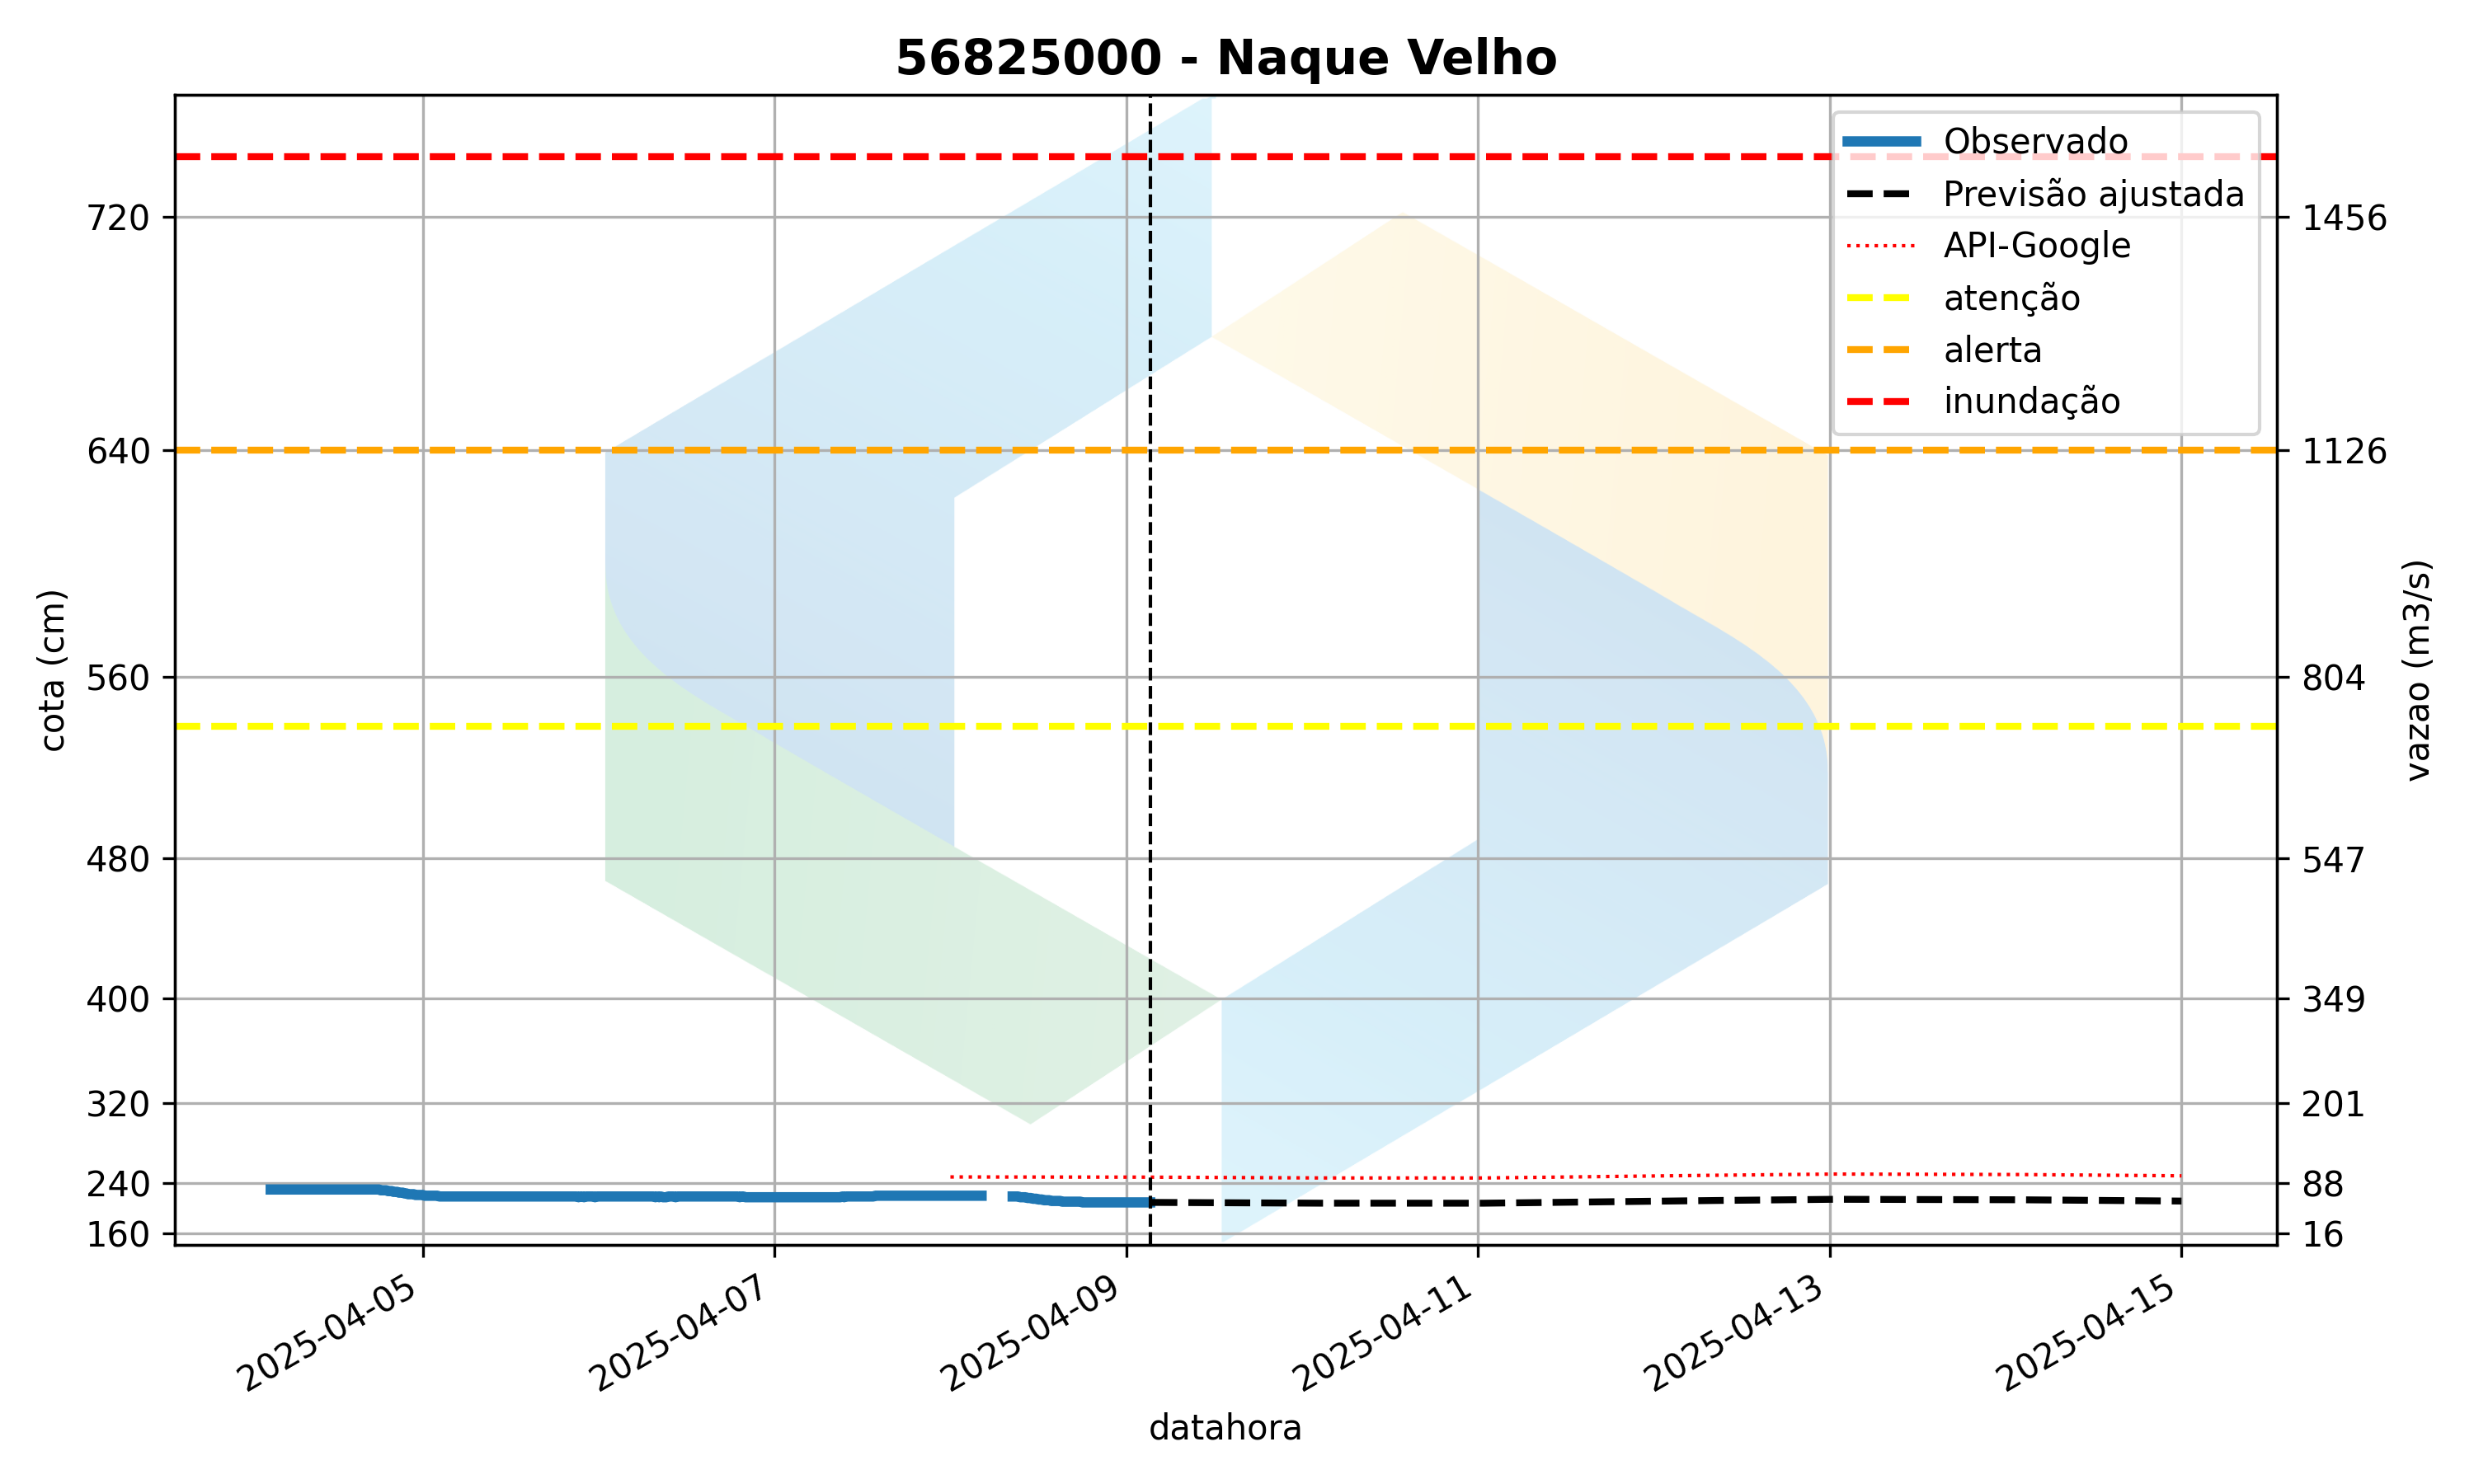 56825000 - Naque Velho
Observado
Previsão ajustada
API-Google
atenção
alerta
inundação
720
640
560
480
400
320
240
160
cota (cm)
1456
1126
804
547
349
201
88
16
vazao (m3/s)
2025-04-05
2025-04-07
2025-04-09
2025-04-11
2025-04-13
2025-04-15
datahora